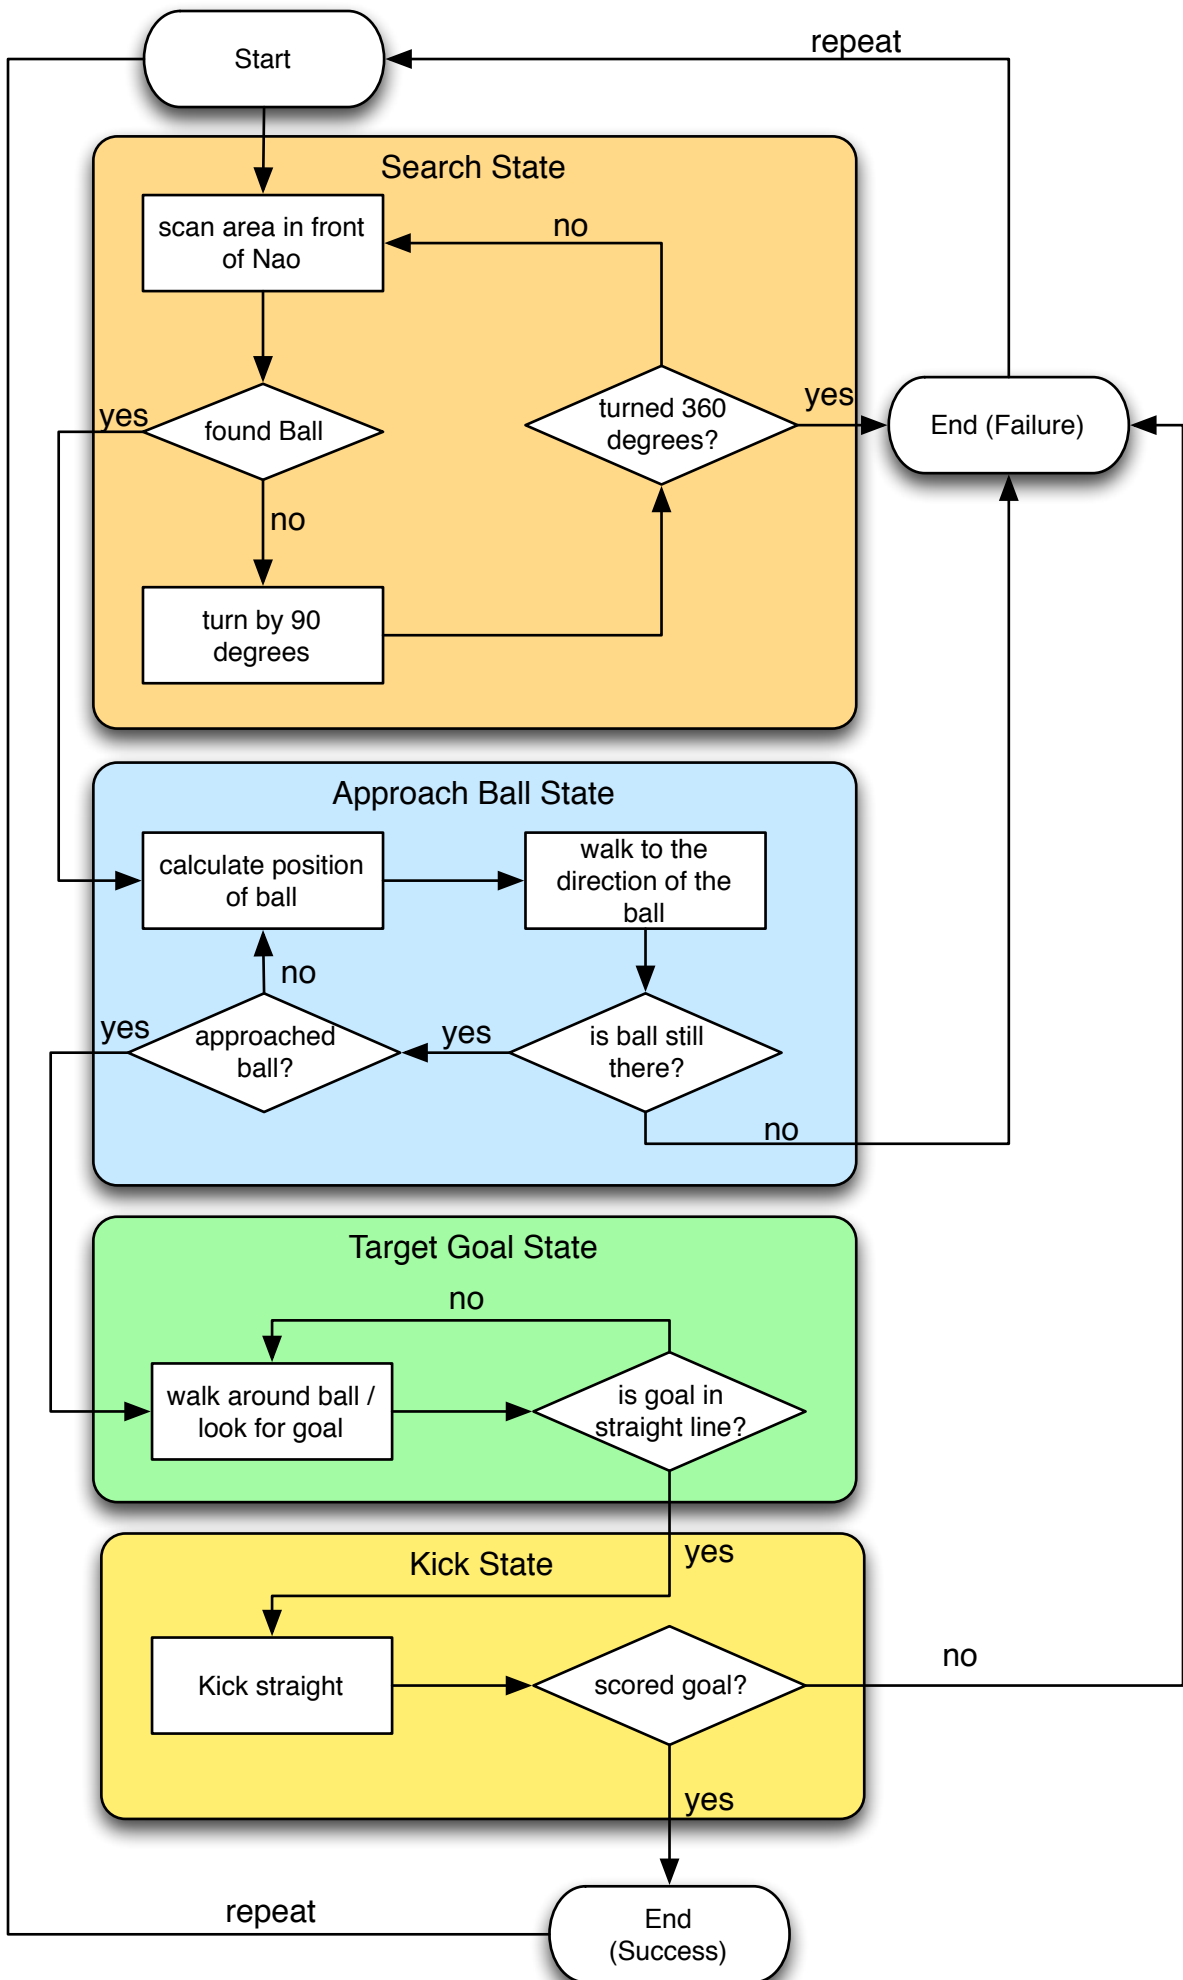 Start
repeat
Search State
scan area in front
of Nao
no
found Ball
yes
turned 360
degrees?
yes
End (Failure)
no
turn by 90
degrees
Approach Ball State
calculate position
of ball
walk to the
direction of the
ball
no
yes
approached
ball?
yes
is ball still
there?
no
Target Goal State
no
walk around ball /
look for goal
is goal in
straight line?
yes
Kick State
Kick straight
scored goal?
no
yes
repeat
End
(Success)